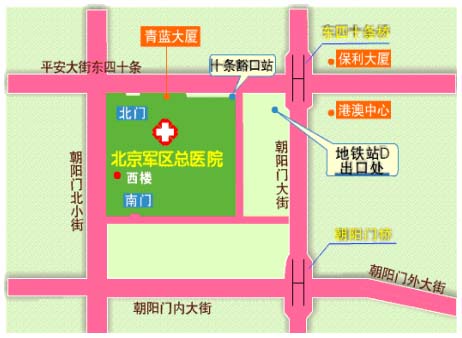 青蓝大厦
东四十条桥
平安大街东四十条
十条豁口站
保利大厦
北门
港澳中心
北京军区总医院
西楼
南门
地铁站D
出口处
朝阳门北小街
朝阳门大街
朝阳门桥
朝阳门外大街
朝阳门内大街